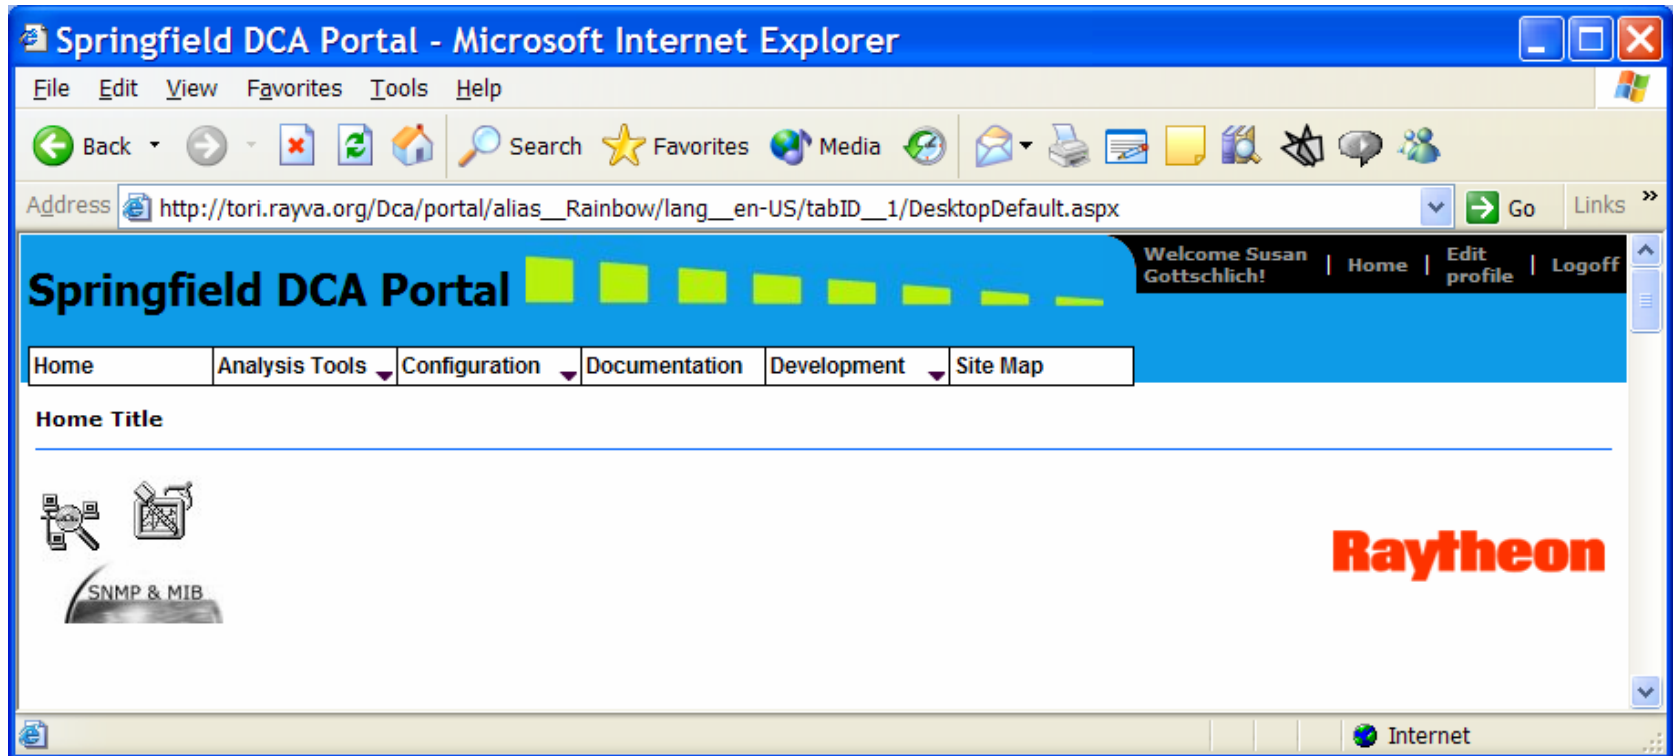 Springfield DCA Portal - Microsoft Internet Explorer
File Edit View Favorites Tools Help
Back Search Favorites Media
Address http://tori.rayva.org/Dca/portal/alias__Rainbow/lang__en-US/tabID__1/DesktopDefault.aspx Go Links »
Welcome Susan Gottschlich! | Home | Edit profile | Logoff
Springfield DCA Portal
Home Analysis Tools Configuration Documentation Development Site Map
Home Title
Raytheon
SNMP & MIB
Internet